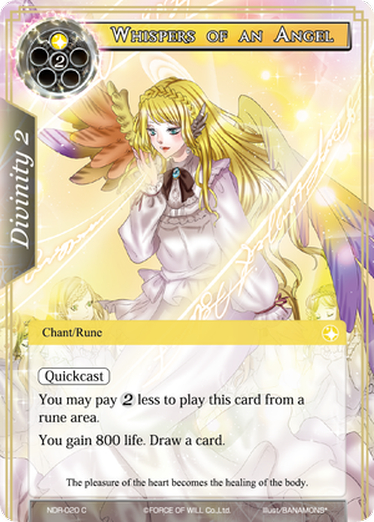 Whispers of an Angel
2
Divinity 2
Chant/Rune
Quickcast
You may pay 2 less to play this card from a
rune area.
You gain 800 life. Draw a card.
The pleasure of the heart becomes the healing of the body.
NDR-020 C ©FORCE OF WILL Co.,Ltd. Illust/BANAMONS*